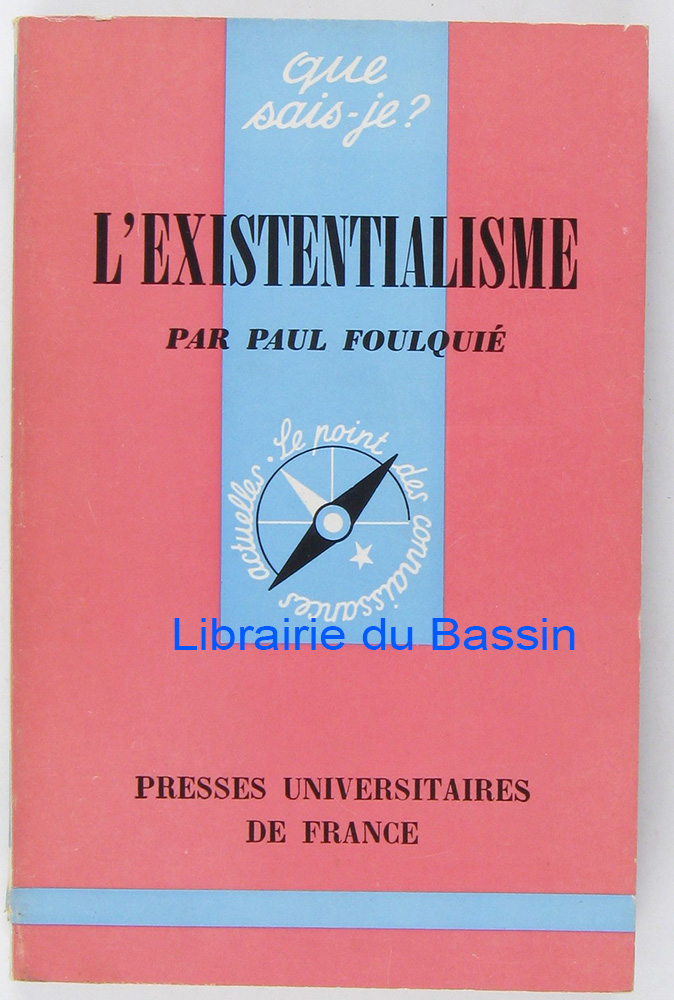 que
sais-je?
L'EXISTENTIALISME
PAR PAUL FOULQUIÉ
Le point des connaissances actuelles.
Librairie du Bassin
PRESSES UNIVERSITAIRES
DE FRANCE